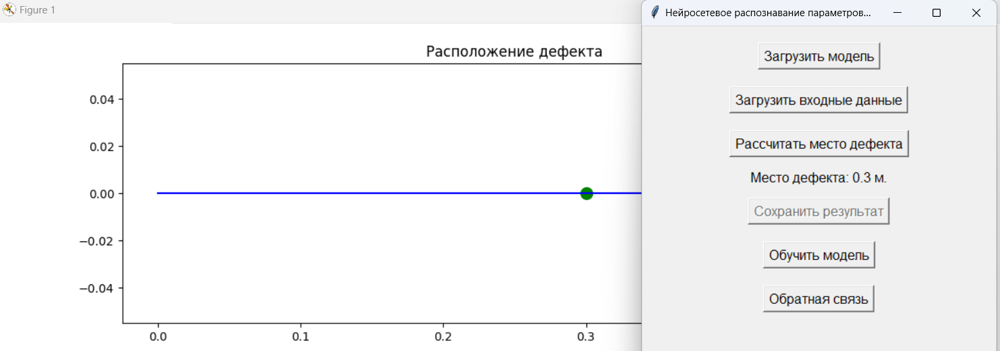 Figure 1
Расположение дефекта
0.04
0.02
0.00
−0.02
−0.04
0.0 0.1 0.2 0.3
Нейросетевое распознавание параметров...
Загрузить модель
Загрузить входные данные
Рассчитать место дефекта
Место дефекта: 0.3 м.
Сохранить результат
Обучить модель
Обратная связь